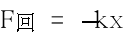 F回 = -kx